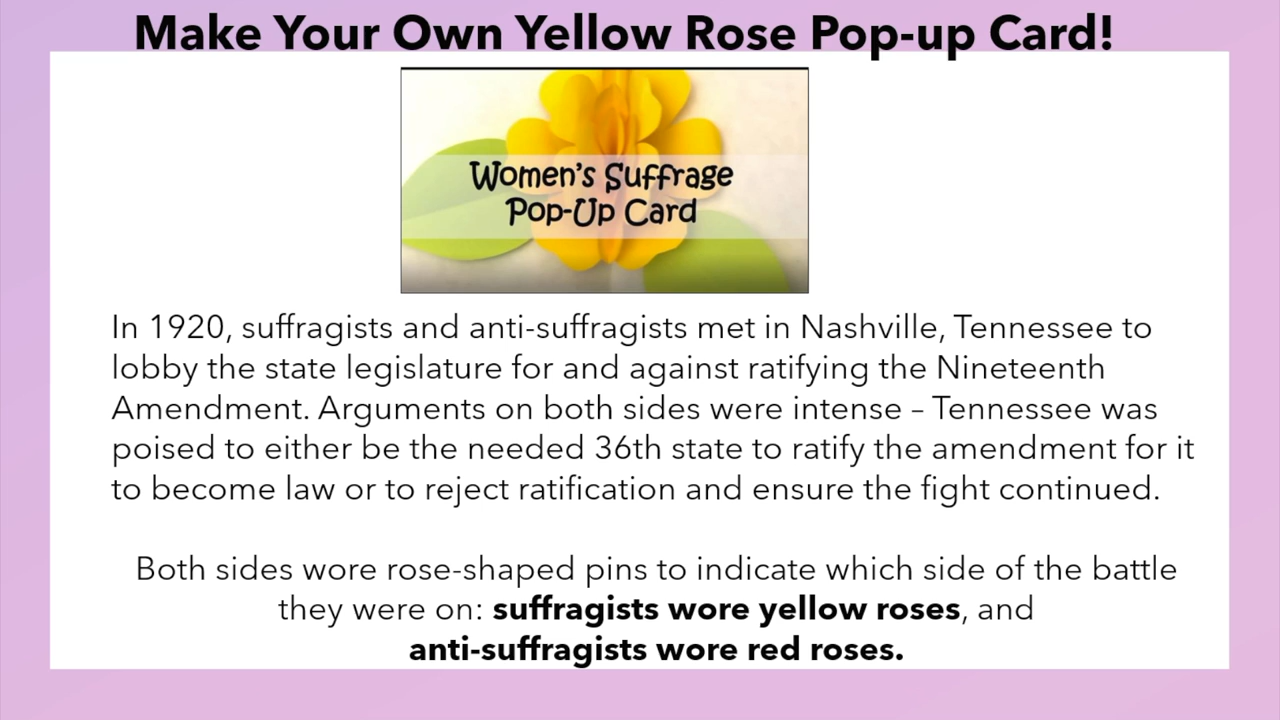 Make Your Own Yellow Rose Pop-up Card!
Women's Suffrage
Pop-Up Card
In 1920, suffragists and anti-suffragists met in Nashville, Tennessee to
lobby the state legislature for and against ratifying the Nineteenth
Amendment. Arguments on both sides were intense – Tennessee was
poised to either be the needed 36th state to ratify the amendment for it
to become law or to reject ratification and ensure the fight continued.
Both sides wore rose-shaped pins to indicate which side of the battle
they were on: suffragists wore yellow roses, and
anti-suffragists wore red roses.